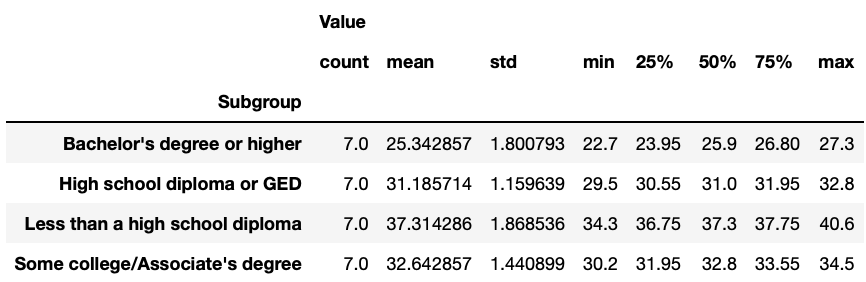 Value
count mean std min 25% 50% 75% max
Subgroup
Bachelor's degree or higher 7.0 25.342857 1.800793 22.7 23.95 25.9 26.80 27.3
High school diploma or GED 7.0 31.185714 1.159639 29.5 30.55 31.0 31.95 32.8
Less than a high school diploma 7.0 37.314286 1.868536 34.3 36.75 37.3 37.75 40.6
Some college/Associate's degree 7.0 32.642857 1.440899 30.2 31.95 32.8 33.55 34.5